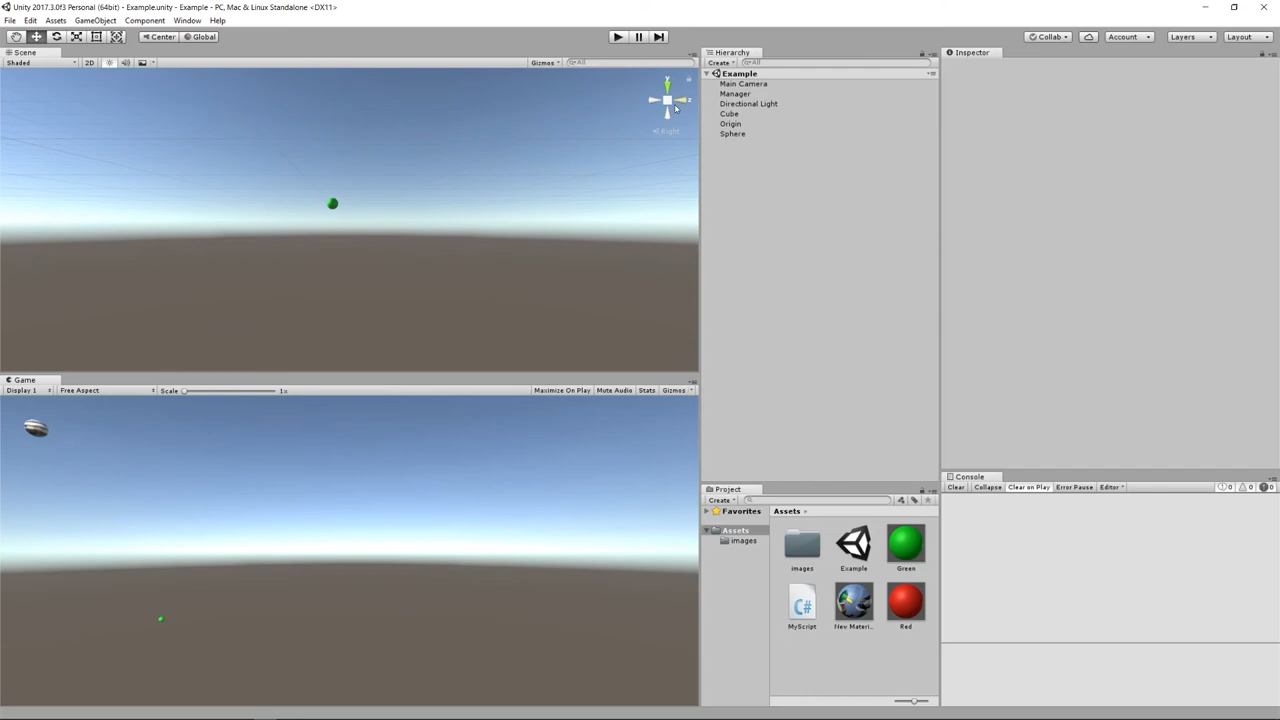 Unity 2017.3.0f3 Personal (64bit) - Example.unity - Example - PC, Mac & Linux Standalone <DX11>
File Edit Assets GameObject Component Window Help
Center Global Collab Account Layers Layout
Scene
Shaded 2D Gizmos All
y
z
Right
Game
Display 1 Free Aspect Scale 1x Maximize On Play Mute Audio Stats Gizmos
Hierarchy
Create All
Example
Main Camera
Manager
Directional Light
Cube
Origin
Sphere
Project
Create
Favorites
Assets
images
Assets
images Example Green
C#
MyScript New Materi... Red
Inspector
Console
Clear Collapse Clear on Play Error Pause Editor 0 0 0